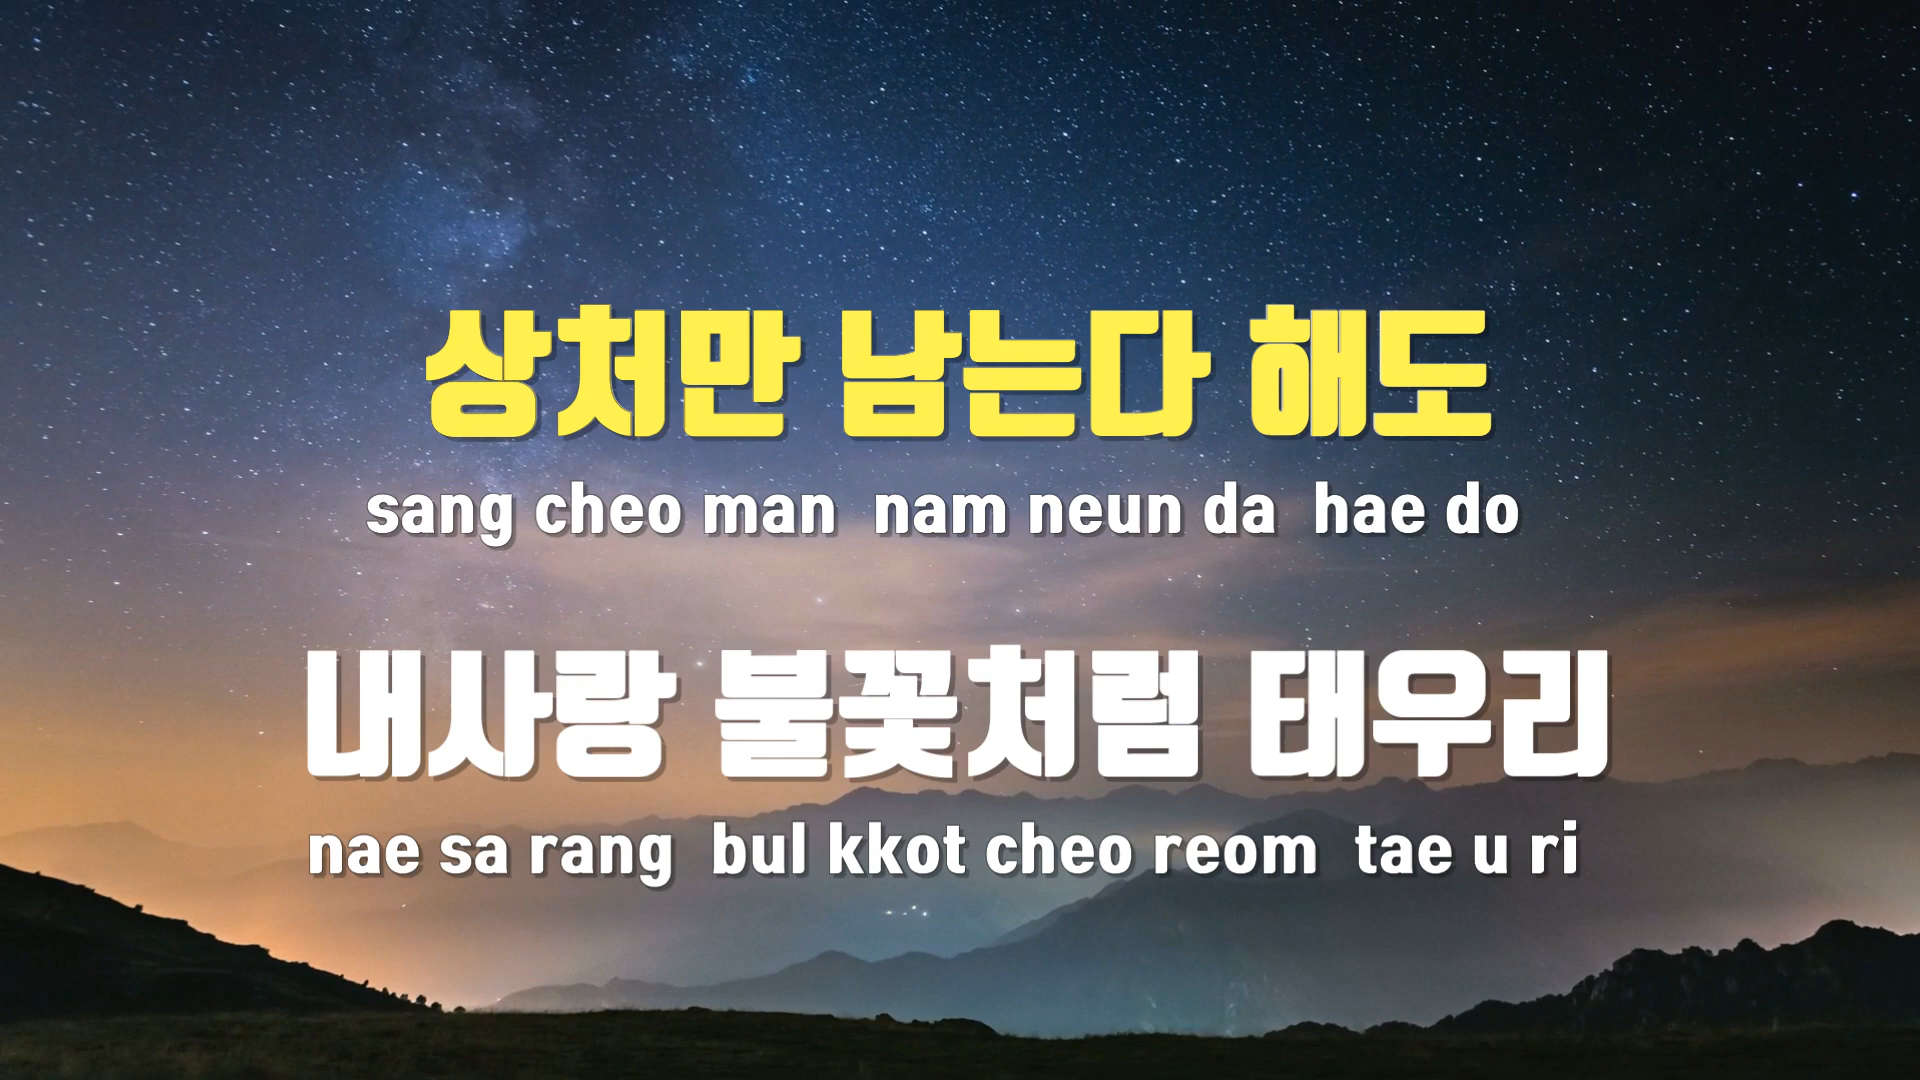 상처만 남는다 해도
sang cheo man nam neun da hae do
내사랑 불꽃처럼 태우리
nae sa rang bul kkot cheo reom tae u ri